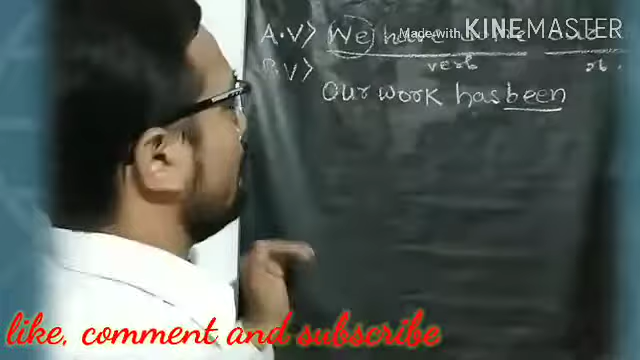 Made with KINEMASTER
A.V> We have
verb
P.V> Our work has been
like, comment and subscribe